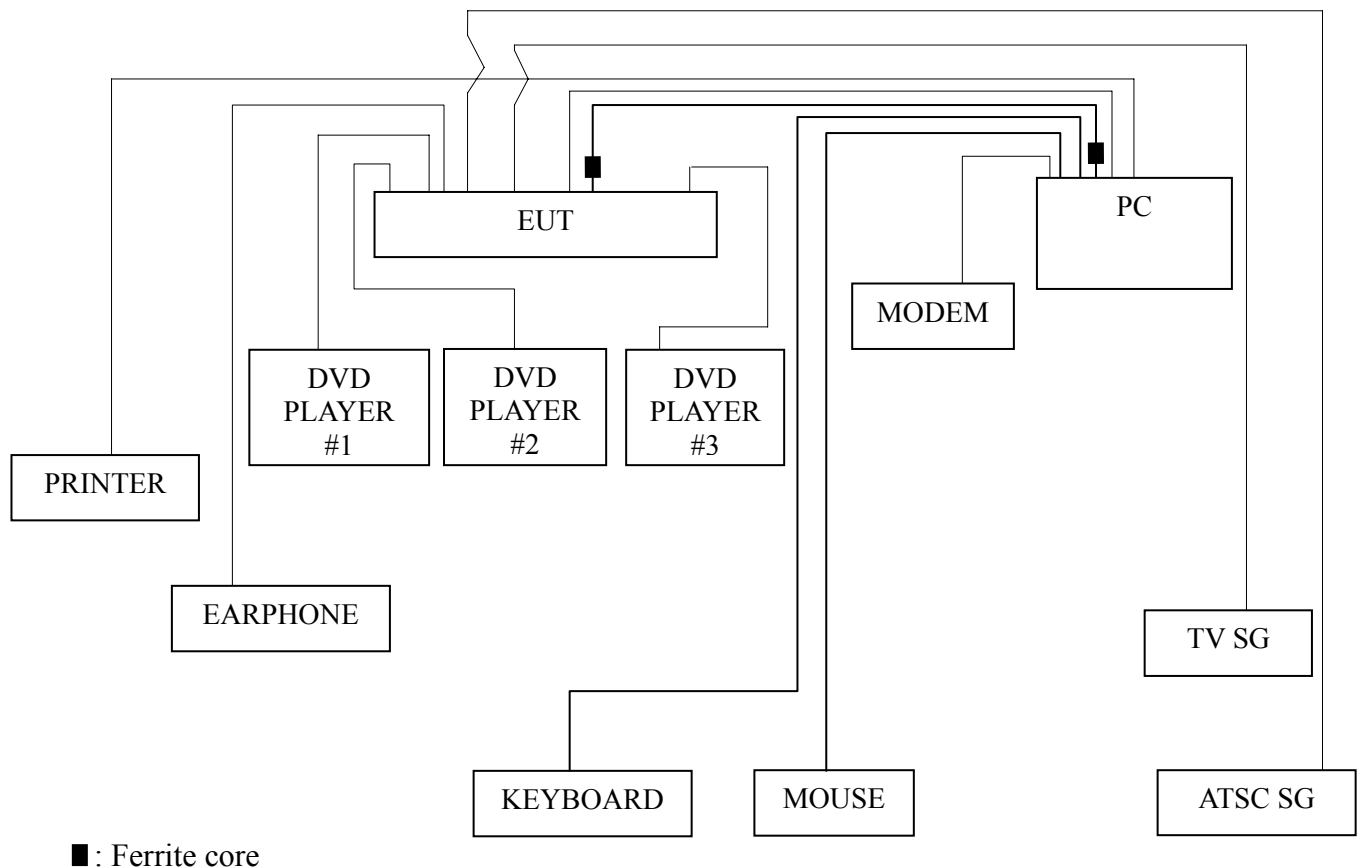 EUT
PC
MODEM
DVD
PLAYER
#1
DVD
PLAYER
#2
DVD
PLAYER
#3
PRINTER
EARPHONE
TV SG
KEYBOARD
MOUSE
ATSC SG
: Ferrite core